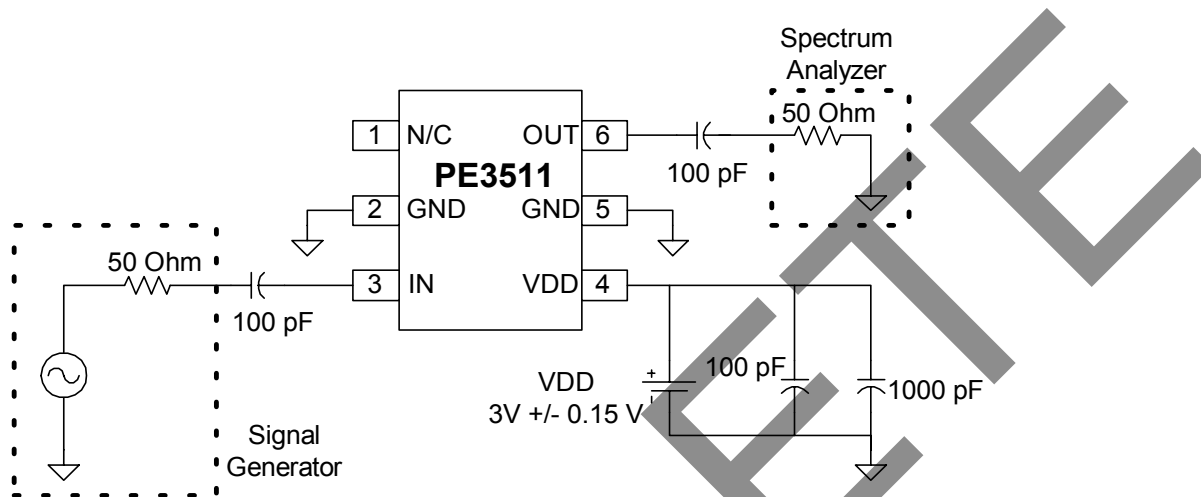 Spectrum
Analyzer
50 Ohm
1 N/C OUT 6
100 pF
PE3511
2 GND GND 5
50 Ohm
3 IN VDD 4
100 pF
VDD
3V +/- 0.15 V
+
-
100 pF
1000 pF
Signal
Generator
ETE